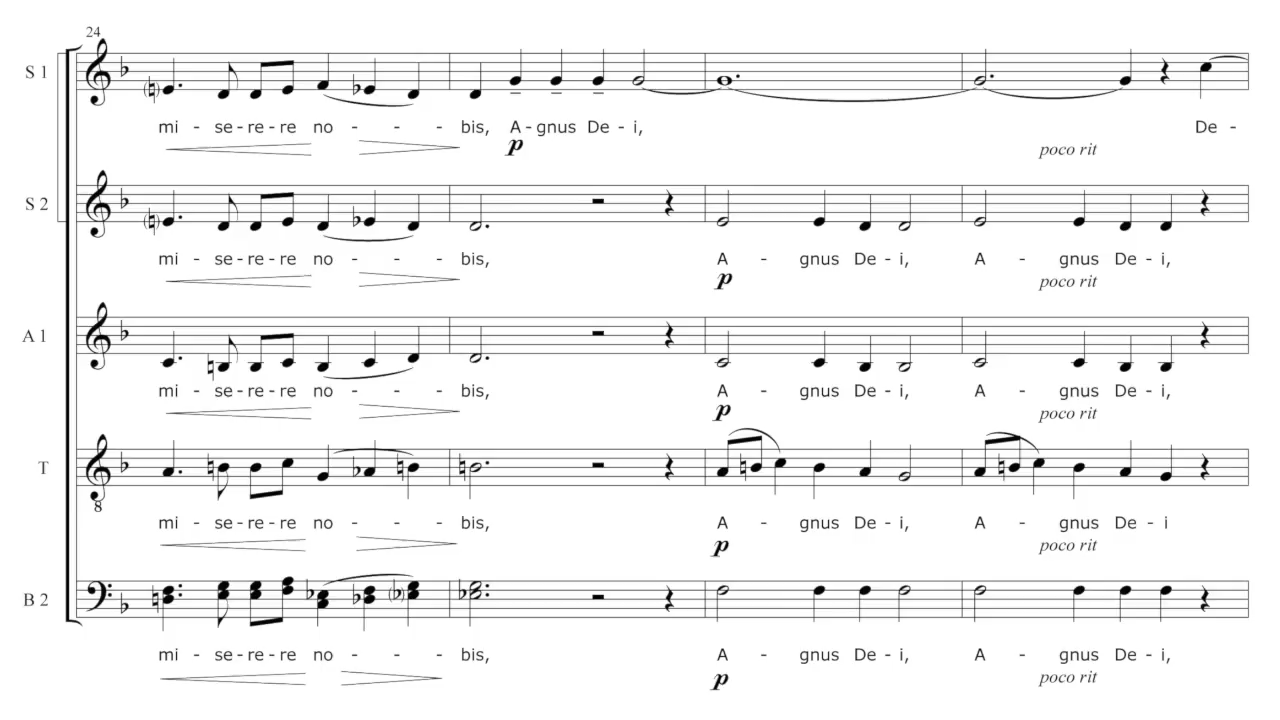 24
S 1
mi - se - re - re no - - - bis, A - gnus De - i, De -
p
poco rit
S 2
mi - se - re - re no - - - bis, A - gnus De - i, A - gnus De - i,
p
poco rit
A 1
mi - se - re - re no - - - bis, A - gnus De - i, A - gnus De - i,
p
poco rit
T
8
mi - se - re - re no - - - bis, A - gnus De - i, A - gnus De - i
p
poco rit
B 2
mi - se - re - re no - - - bis, A - gnus De - i, A - gnus De - i,
p
poco rit